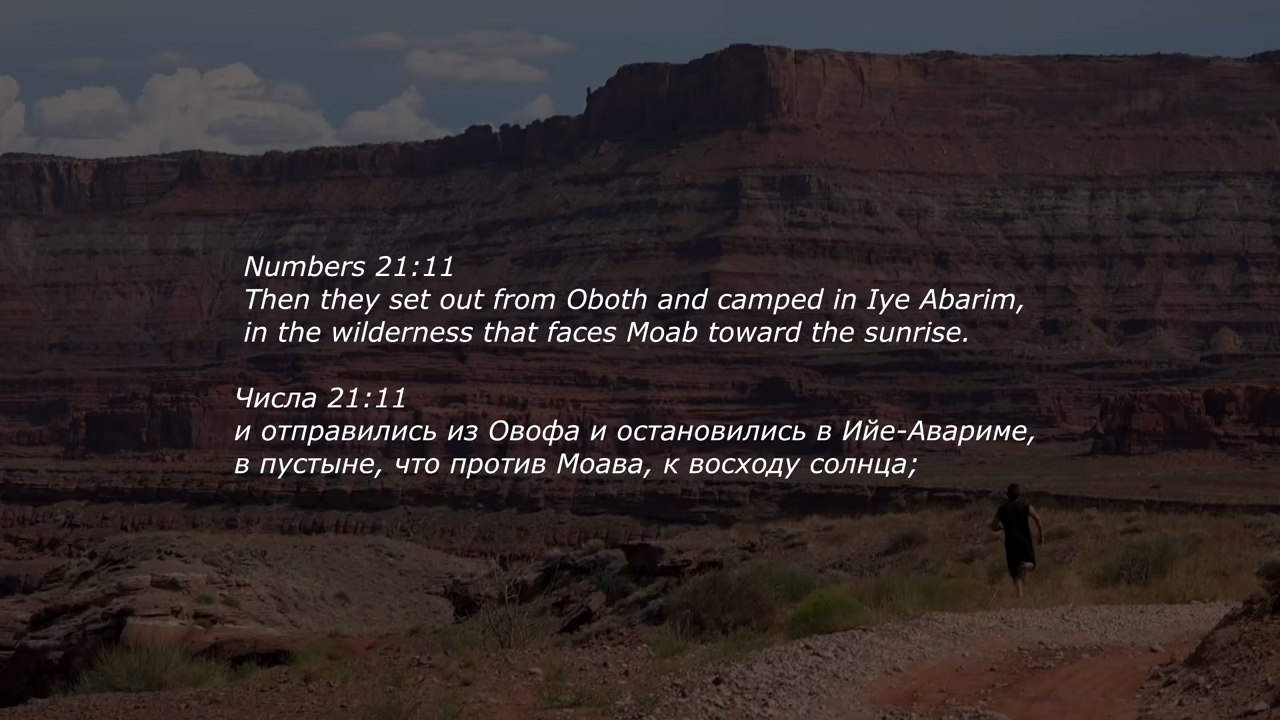 Numbers 21:11
Then they set out from Oboth and camped in Iye Abarim,
in the wilderness that faces Moab toward the sunrise.
Числа 21:11
и отправились из Овофа и остановились в Ийе-Авариме,
в пустыне, что против Моава, к восходу солнца;